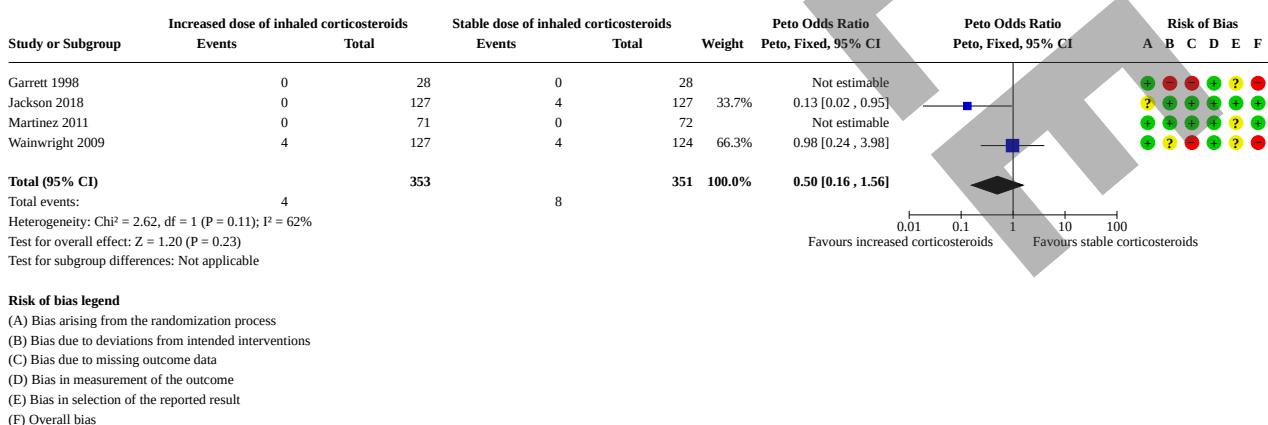 Increased dose of inhaled corticosteroids Stable dose of inhaled corticosteroids Peto Odds Ratio Peto Odds Ratio Risk of Bias
Study or Subgroup Events Total Events Total Weight Peto, Fixed, 95% CI Peto, Fixed, 95% CI A B C D E F
Garrett 1998 0 28 0 28 Not estimable + − − + ? −
Jackson 2018 0 127 4 127 33.7% 0.13 [0.02 , 0.95] ? + + + + +
Martinez 2011 0 71 0 72 Not estimable + + + + ? +
Wainwright 2009 4 127 4 124 66.3% 0.98 [0.24 , 3.98] + ? − + ? −
Total (95% CI) 353 351 100.0% 0.50 [0.16 , 1.56]
Total events: 4 8
Heterogeneity: Chi² = 2.62, df = 1 (P = 0.11); I² = 62%
0.01 0.1 1 10 100
Test for overall effect: Z = 1.20 (P = 0.23) Favours increased corticosteroids Favours stable corticosteroids
Test for subgroup differences: Not applicable
Risk of bias legend
(A) Bias arising from the randomization process
(B) Bias due to deviations from intended interventions
(C) Bias due to missing outcome data
(D) Bias in measurement of the outcome
(E) Bias in selection of the reported result
(F) Overall bias